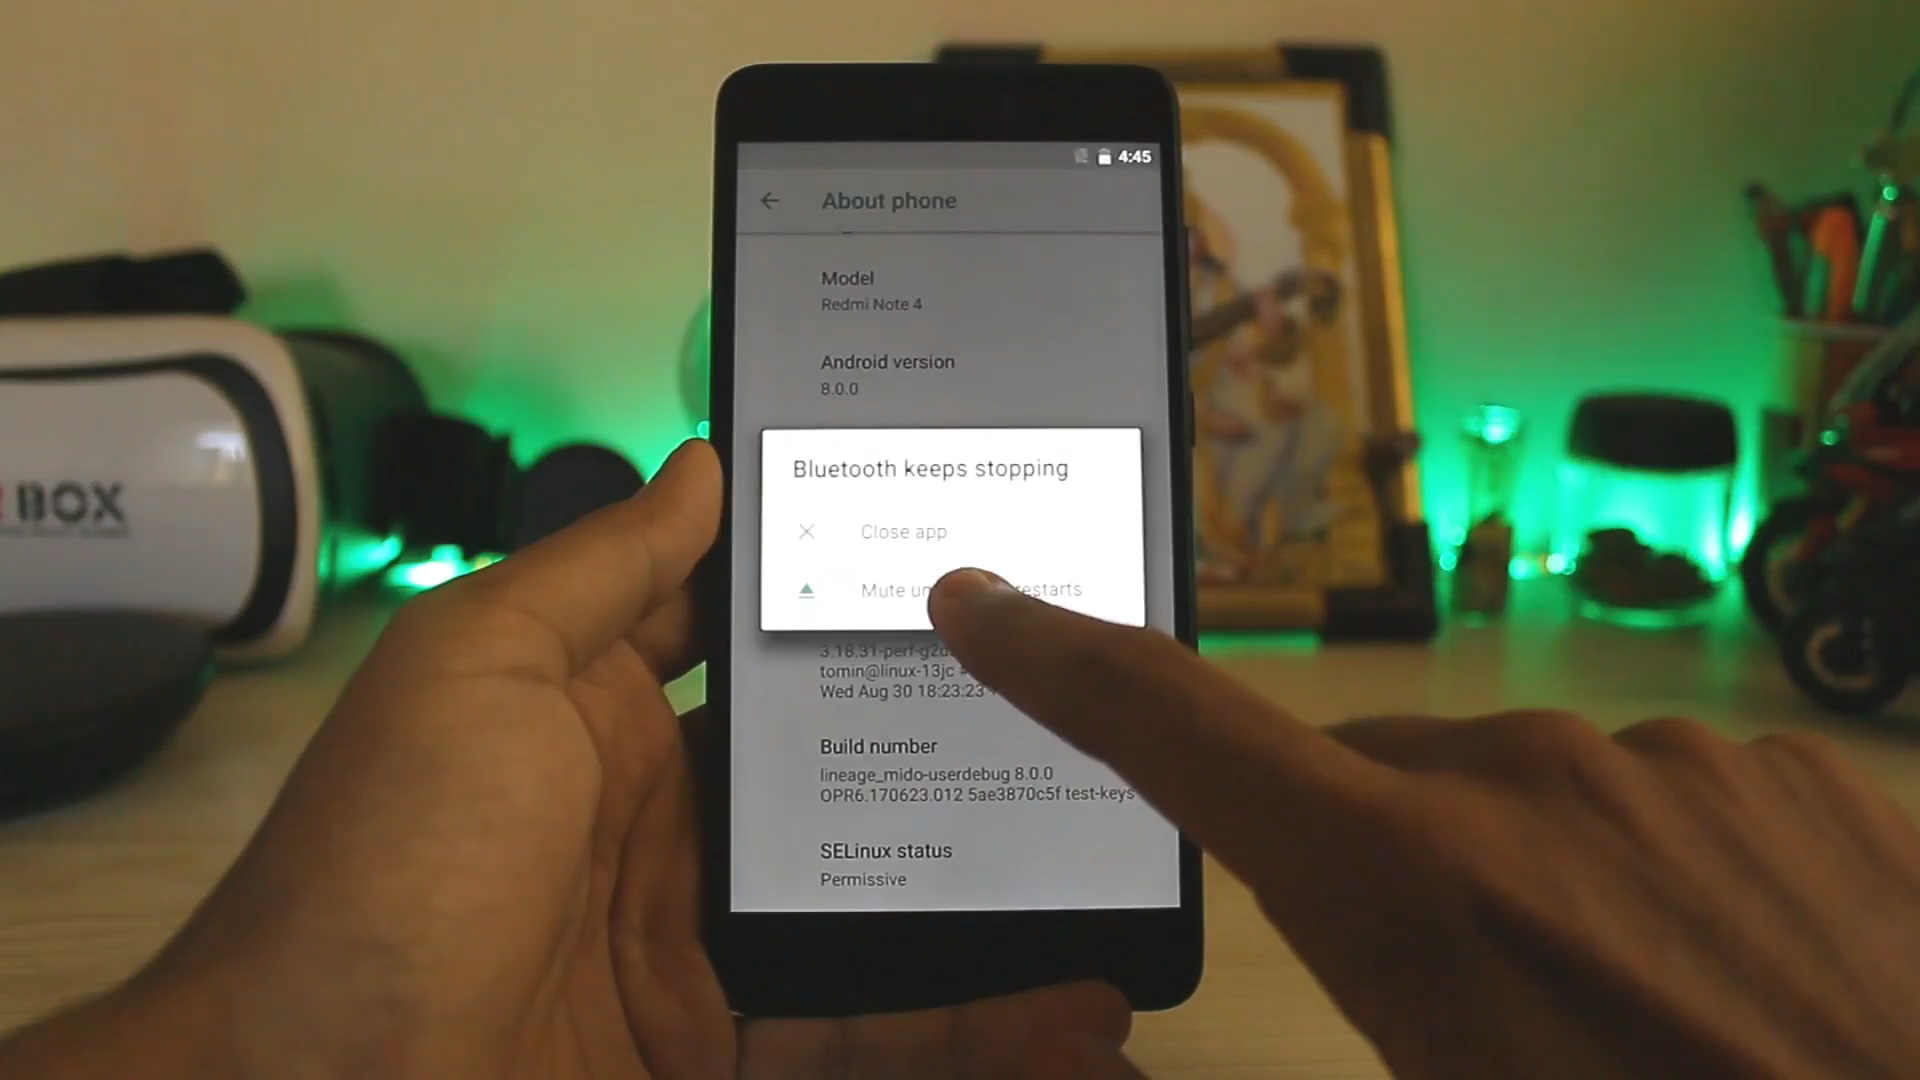 4:45
About phone
Model
Redmi Note 4
Android version
8.0.0
Bluetooth keeps stopping
Close app
Mute restarts
tomin@linux-13jc
Wed Aug 30 18:23:23
Build number
lineage_mido-userdebug 8.0.0
OPR6.170623.012 5ae3870c5f test-keys
SELinux status
Permissive
BOX